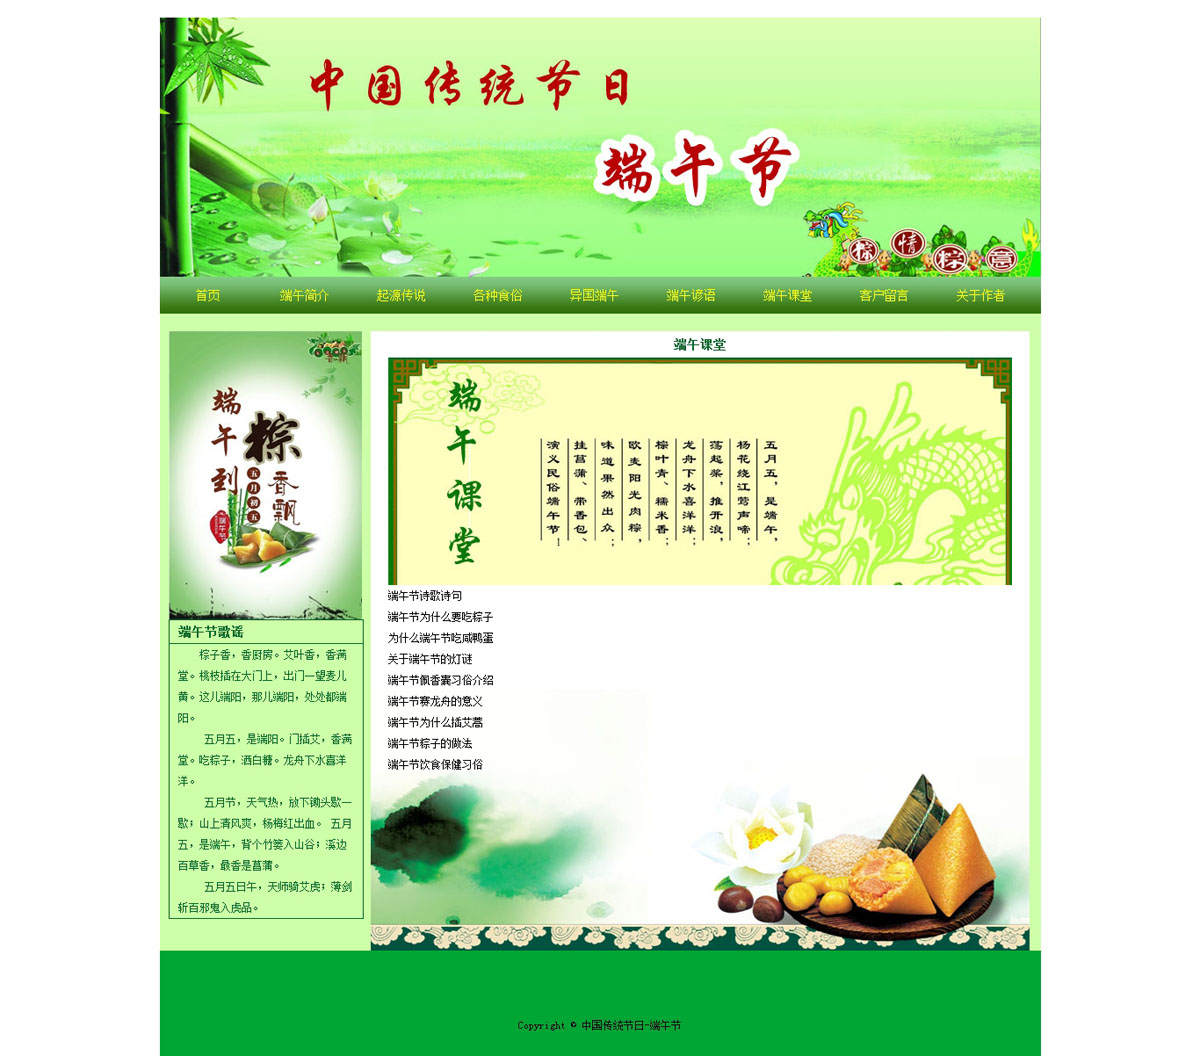 中国传统节日
端午节
粽情粽意
首页 端午简介 起源传说 各种食俗 异国端午 端午谚语 端午课堂 客户留言 关于作者
端午到
粽香飘
五月初五
端午节
端午节歌谣
粽子香，香厨房。艾叶香，香满
堂。桃枝插在大门上，出门一望麦儿
黄。这儿端阳，那儿端阳，处处都端
阳。
五月五，是端阳。门插艾，香满
堂。吃粽子，洒白糖。龙舟下水喜洋
洋。
五月节，天气热，放下锄头歇一
歇；山上清风爽，杨梅红出血。 五月
五，是端午，背个竹篓入山谷；溪边
百草香，最香是菖蒲。
五月五日午，天师骑艾虎；薄剑
斩百邪鬼入虎品。
端午课堂
端午课堂
五月五，是端午，
杨花绕江莺声啼；
荡起桨，推开浪，
龙舟下水喜洋洋；
粽叶青、糯米香；
欧麦阳光肉粽，
味道果然出众；
挂菖蒲、带香包、
演义民俗端午节！
端午节诗歌诗句
端午节为什么要吃粽子
为什么端午节吃咸鸭蛋
关于端午节的灯谜
端午节佩香囊习俗介绍
端午节赛龙舟的意义
端午节为什么插艾蒿
端午节粽子的做法
端午节饮食保健习俗
Copyright © 中国传统节日-端午节